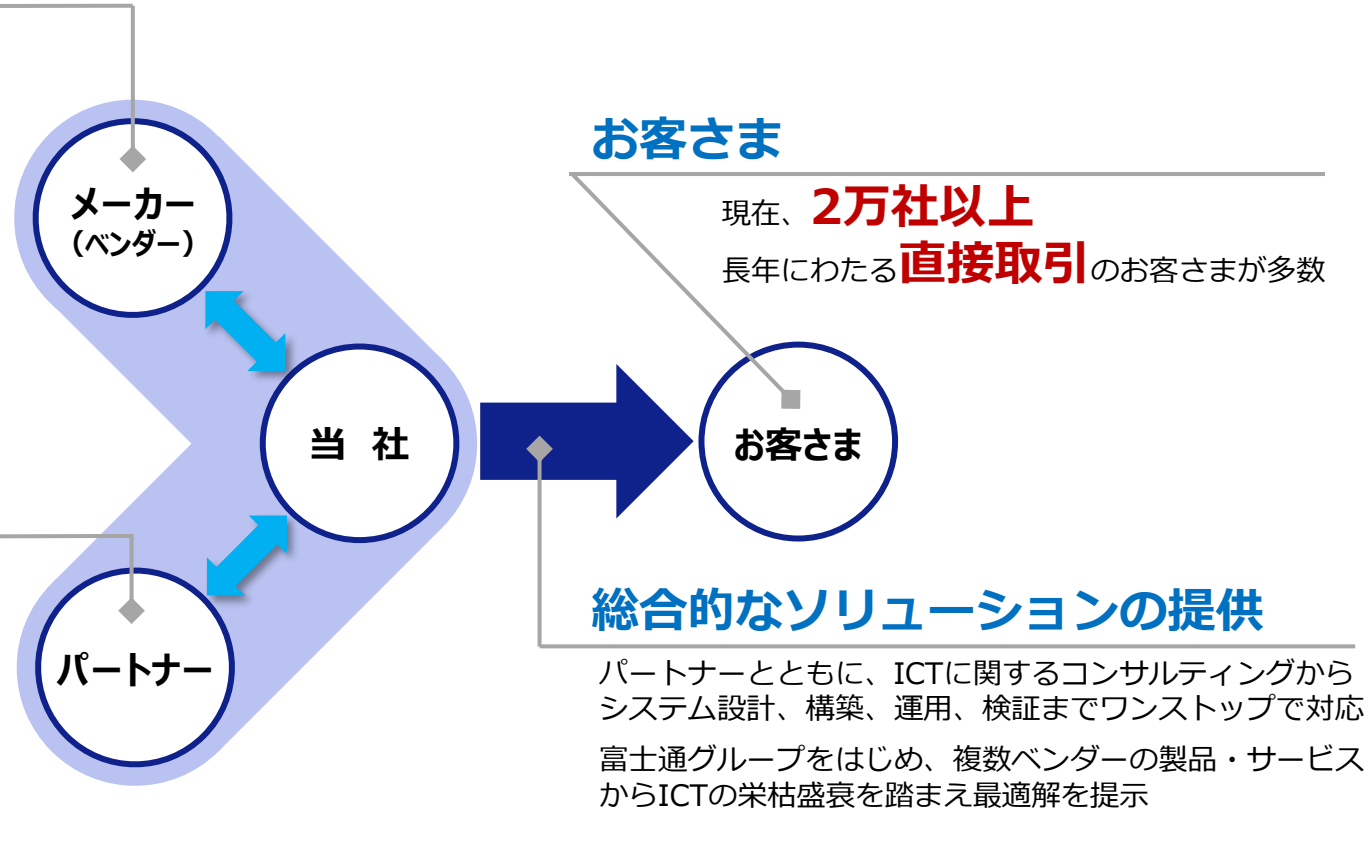 お客さま
現在、2万社以上
長年にわたる直接取引のお客さまが多数
メーカー
（ベンダー）
当 社
お客さま
パートナー
総合的なソリューションの提供
パートナーとともに、ICTに関するコンサルティングから
システム設計、構築、運用、検証までワンストップで対応
富士通グループをはじめ、複数ベンダーの製品・サービス
からICTの栄枯盛衰を踏まえ最適解を提示